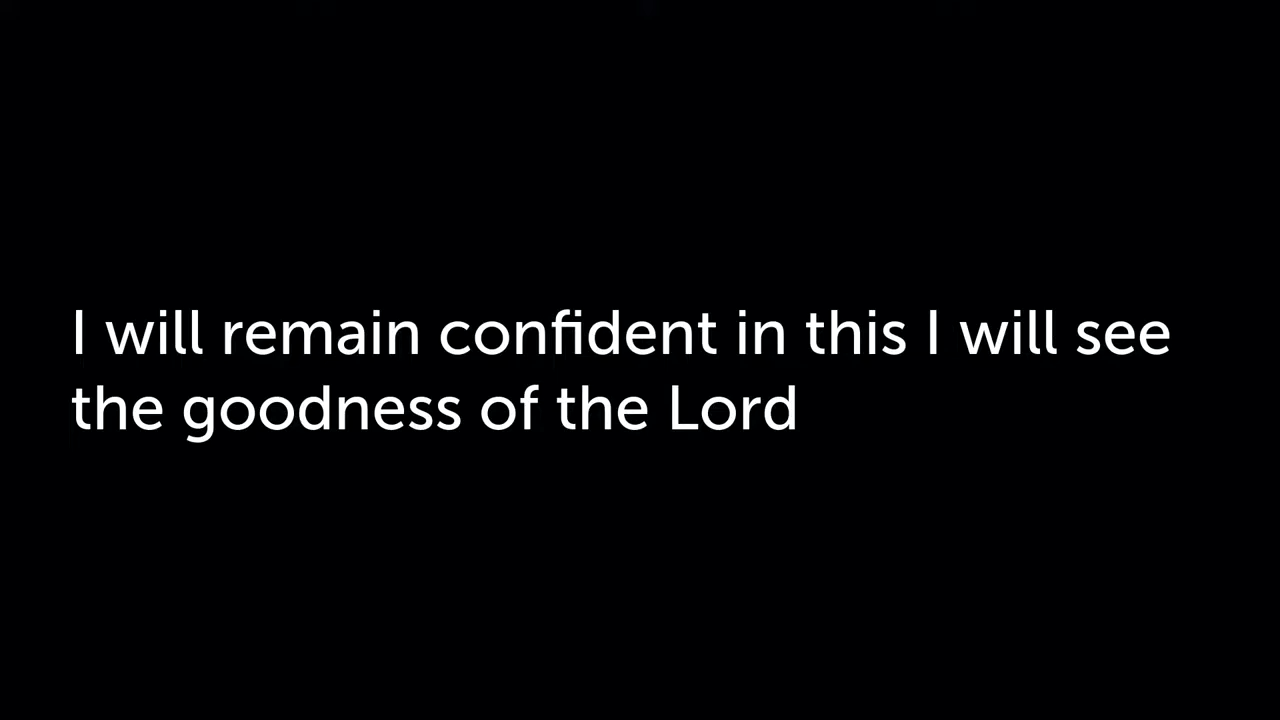 I will remain confident in this I will see
the goodness of the Lord